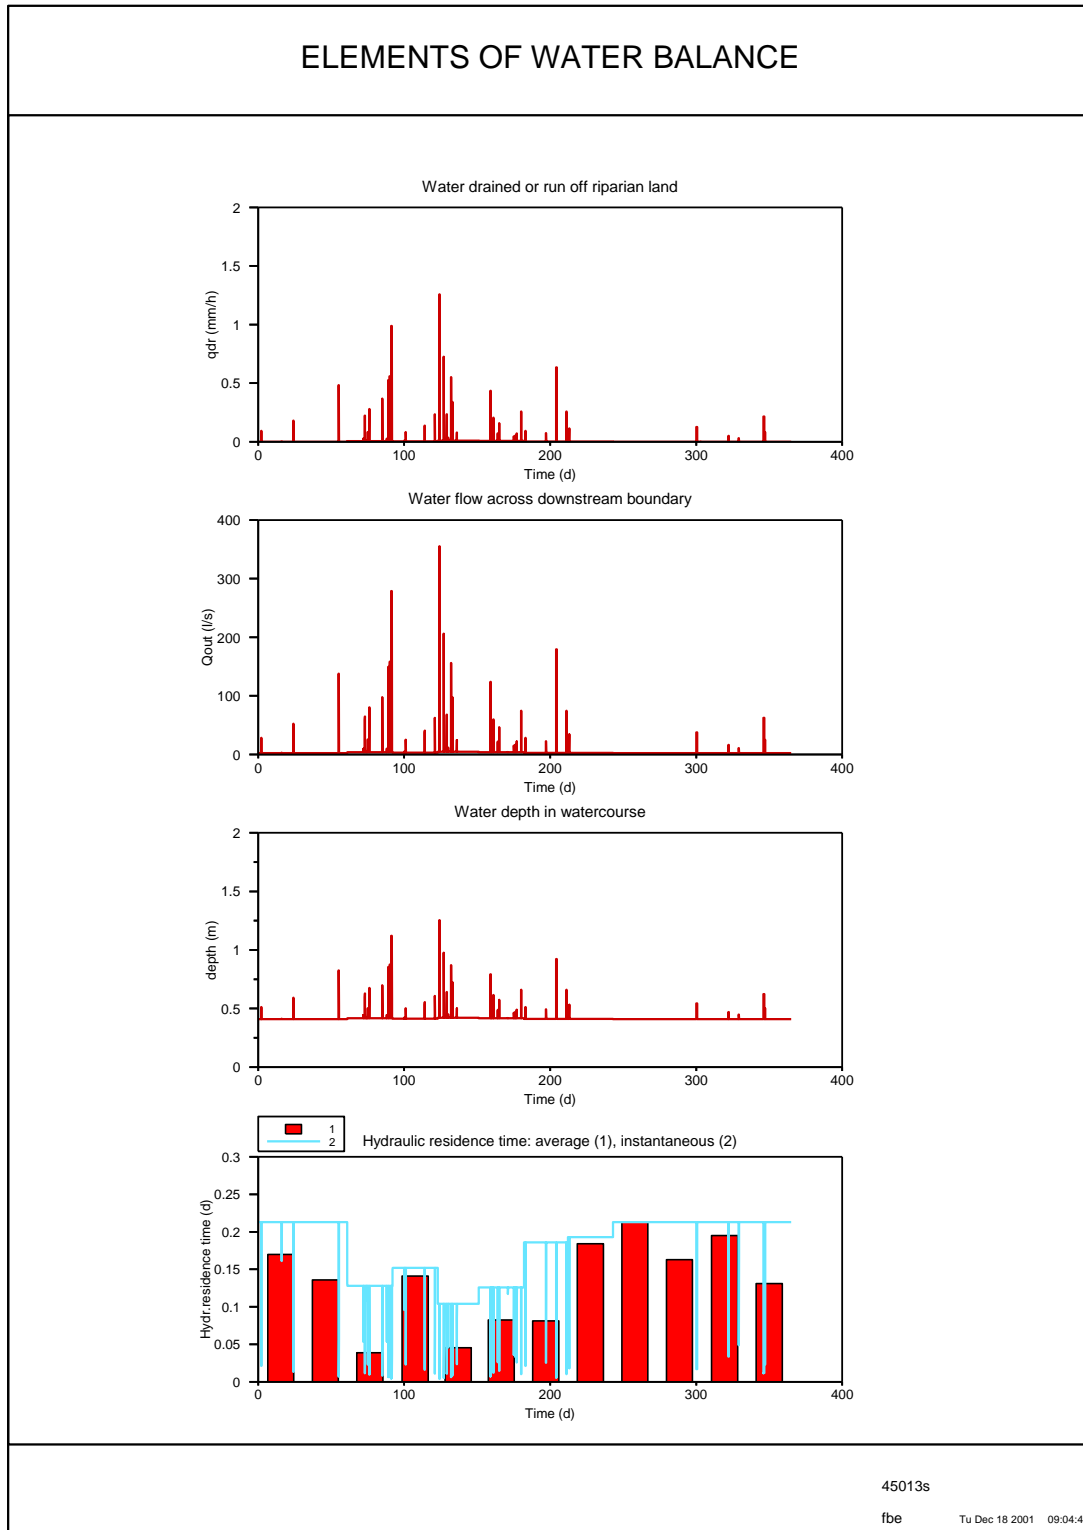 ELEMENTS OF WATER BALANCE
Water drained or run off riparian land
2
1.5
1
0.5
0
qdr (mm/h)
0 100 200 300 400
Time (d)
Water flow across downstream boundary
400
300
200
100
0
Qout (l/s)
0 100 200 300 400
Time (d)
Water depth in watercourse
2
1.5
1
0.5
0
depth (m)
0 100 200 300 400
Time (d)
1
2
Hydraulic residence time: average (1), instantaneous (2)
0.3
0.25
0.2
0.15
0.1
0.05
0
Hydr.residence time (d)
0 100 200 300 400
Time (d)
45013s
fbe Tu Dec 18 2001 09:04:4